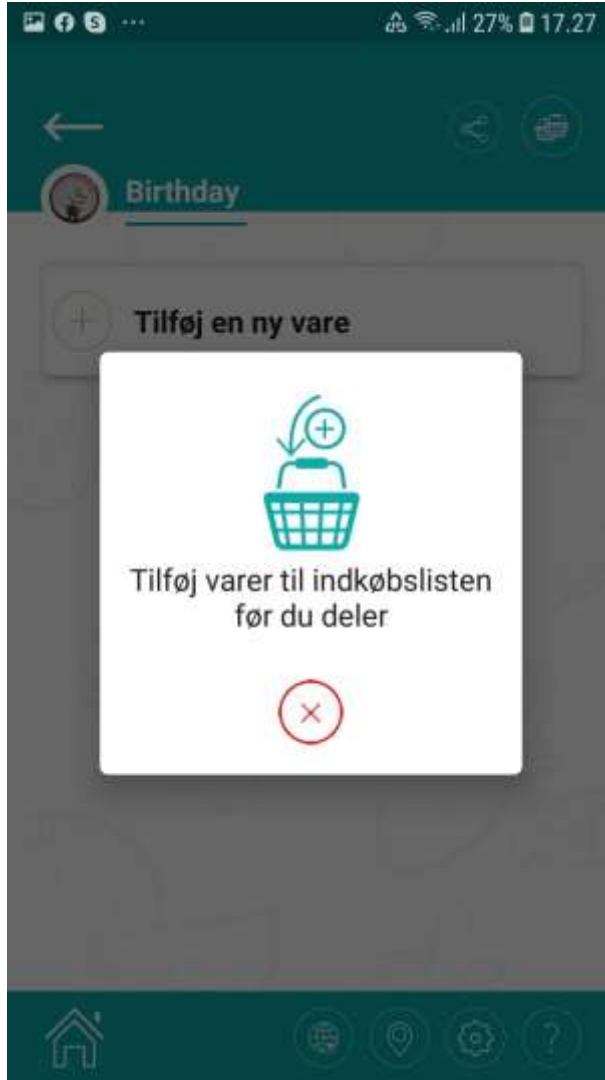 27% 17.27
Birthday
Tilføj en ny vare
Tilføj varer til indkøbslisten
før du deler